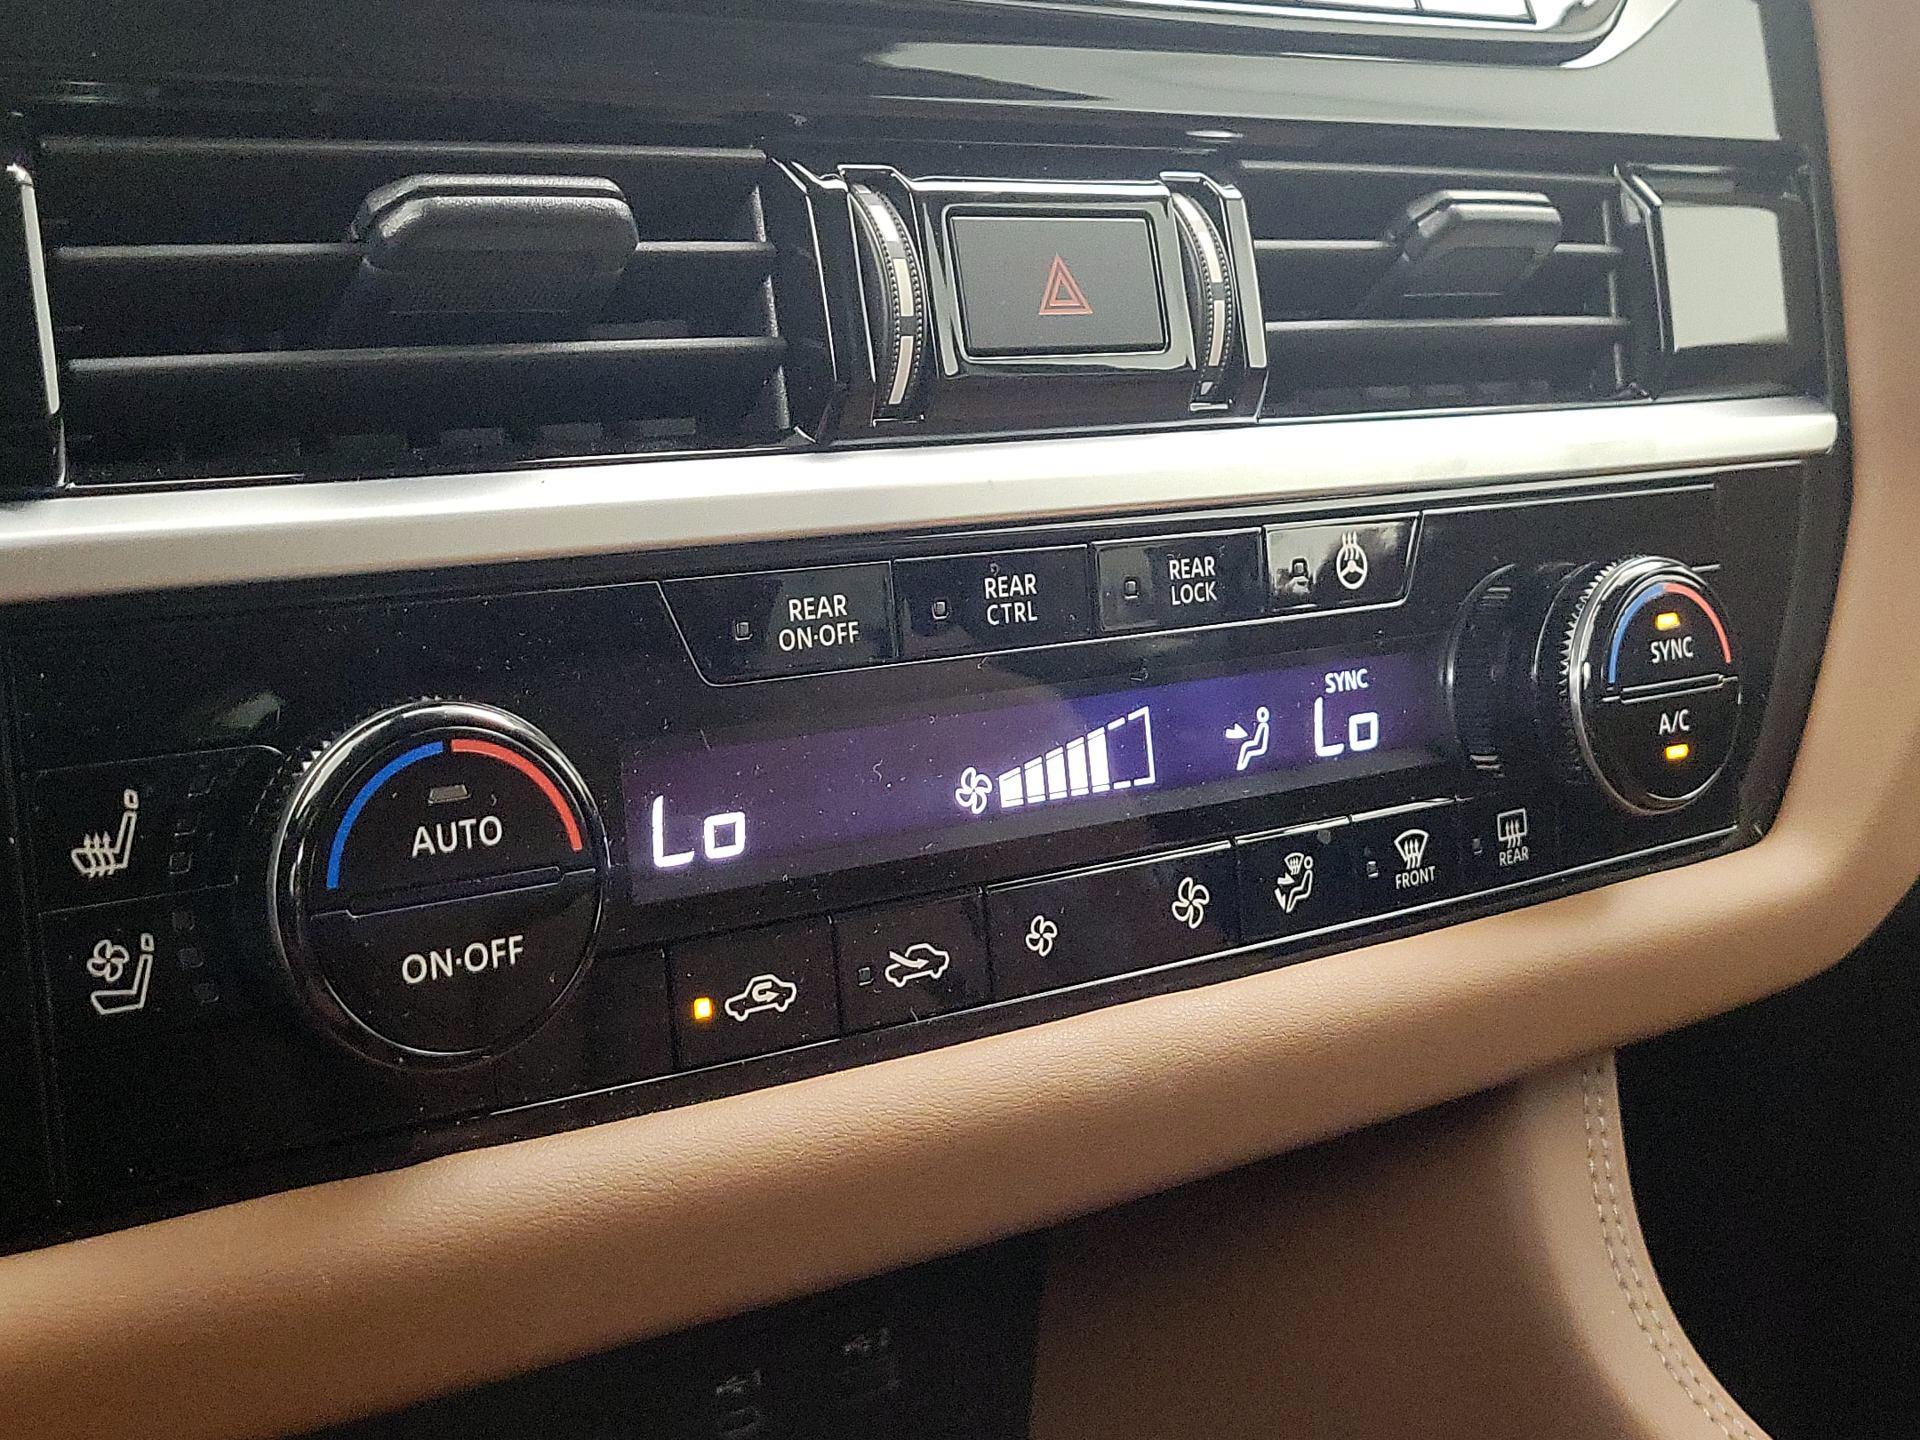 REAR
ON·OFF
REAR
CTRL
REAR
LOCK
SYNC
A/C
SYNC
Lo
Lo
AUTO
ON·OFF
FRONT
REAR